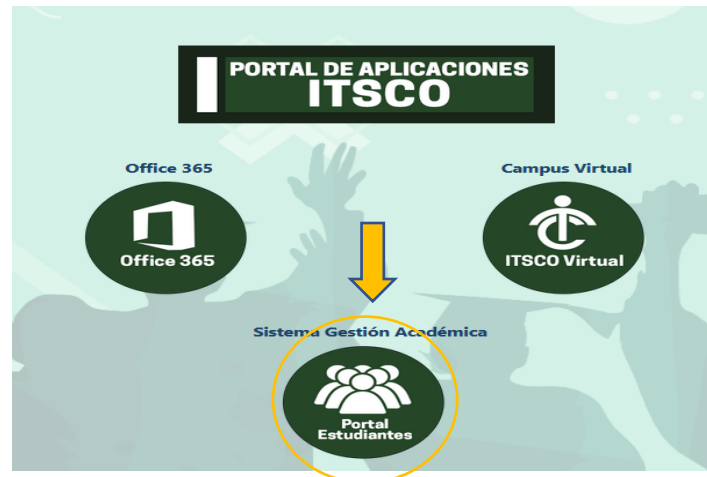 PORTAL DE APLICACIONES
ITSCO
Office 365
Office 365
Campus Virtual
ITSCO Virtual
Sistema Gestión Académica
Portal
Estudiantes